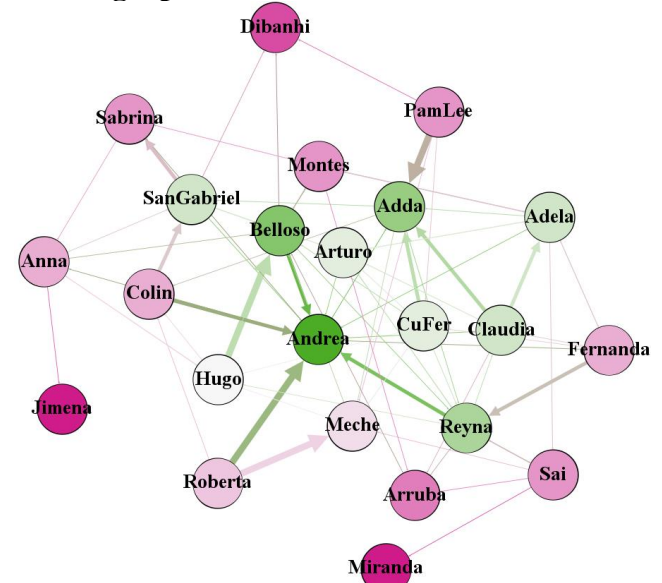 Dibanhi
PamLee
Sabrina
Montes
SanGabriel
Adda
Adela
Belloso
Arturo
Anna
Colin
CuFer
Claudia
Andrea
Fernanda
Hugo
Jimena
Meche
Reyna
Roberta
Sai
Arruba
Miranda